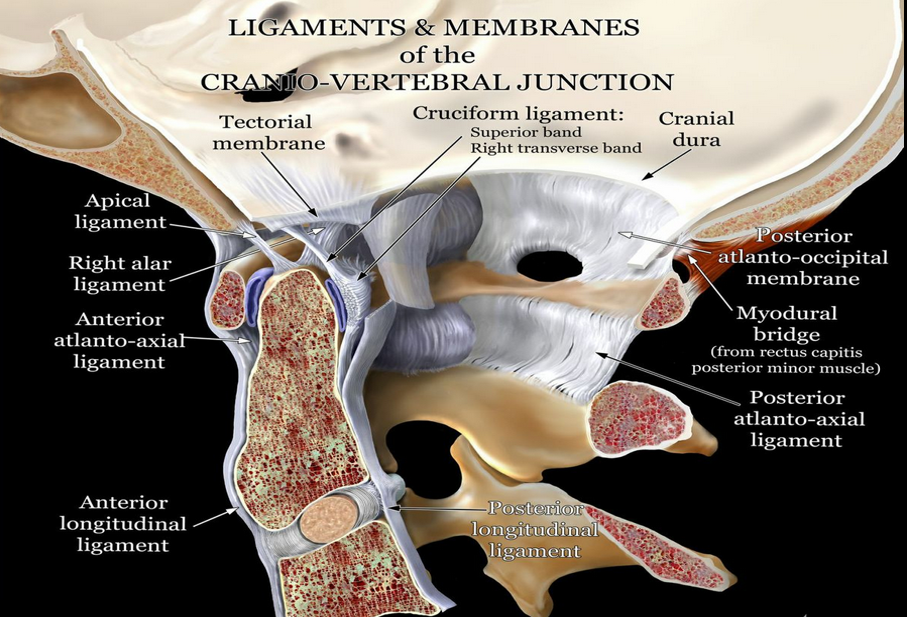 LIGAMENTS & MEMBRANES
of the
CRANIO-VERTEBRAL JUNCTION
Tectorial
membrane
Cruciform ligament:
Superior band
Right transverse band
Cranial
dura
Apical
ligament
Right alar
ligament
Anterior
atlanto-axial
ligament
Anterior
longitudinal
ligament
Posterior
atlanto-occipital
membrane
Myodural
bridge
(from rectus capitis
posterior minor muscle)
Posterior
atlanto-axial
ligament
Posterior
longitudinal
ligament